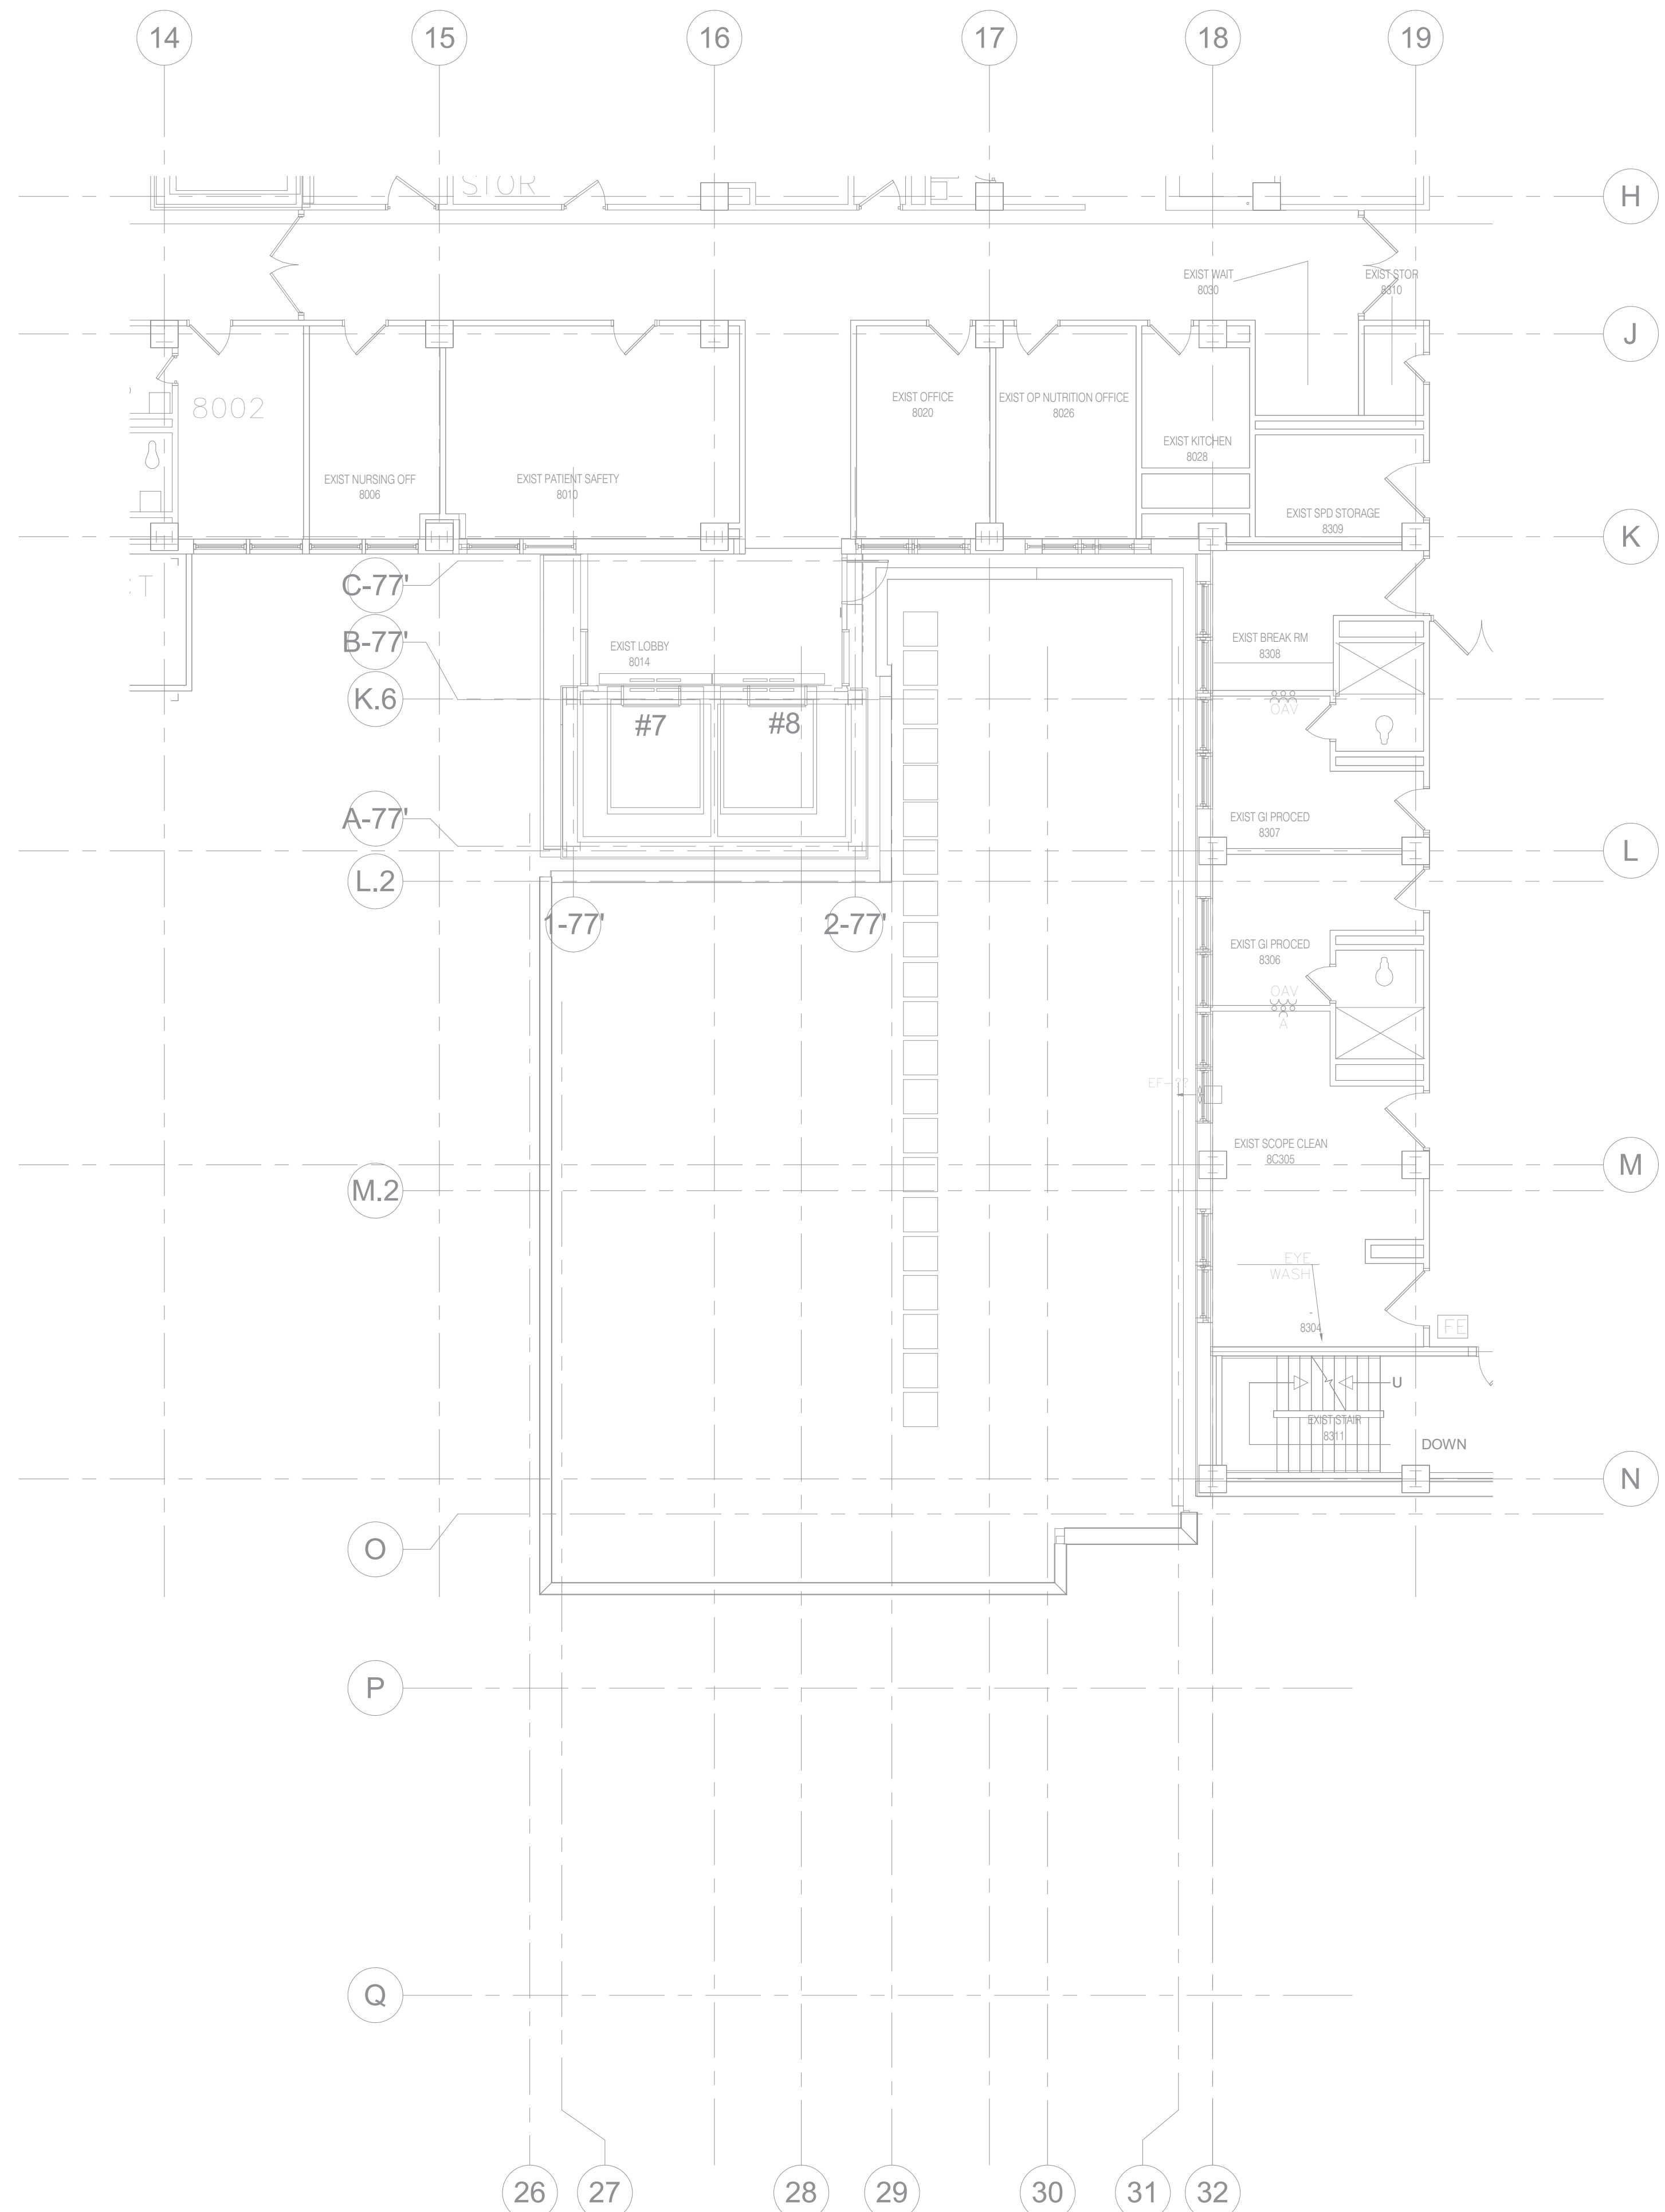 14
15
16
17
18
19
STOR
H
EXIST WAIT
8030
EXIST STOR
8310
J
8002
EXIST OFFICE
8020
EXIST OP NUTRITION OFFICE
8026
EXIST KITCHEN
8028
EXIST NURSING OFF
8006
EXIST PATIENT SAFETY
8010
EXIST SPD STORAGE
8309
K
C-77'
B-77'
K.6
EXIST LOBBY
8014
EXIST BREAK RM
8308
OAV
#7
#8
A-77'
EXIST GI PROCED
8307
L
L.2
1-77'
2-77'
EXIST GI PROCED
8306
OAV
A
EXIST SCOPE CLEAN
8C305
M
M.2
EYE
WASH
8304
FE
U
EXIST STAIR
8311
DOWN
N
O
P
Q
26
27
28
29
30
31
32